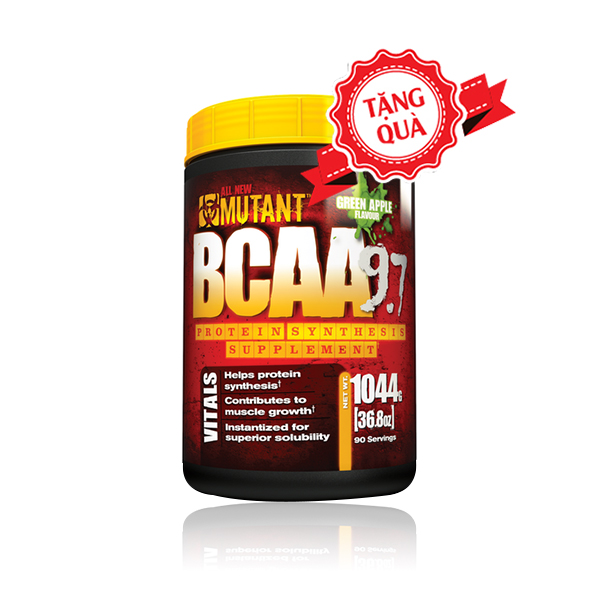 TẶNG
QUÀ
ALL NEW
MUTANT™
GREEN APPLE
FLAVOUR
BCAA 9.7
PROTEIN SYNTHESIS
SUPPLEMENT
VITALS
Helps protein
synthesis†
Contributes to
muscle growth†
Instantized for
superior solubility
NET WT.
1044G
[36.8oz]
90 Servings